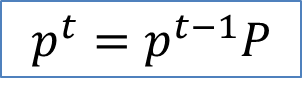 p^t = p^{t−1}P